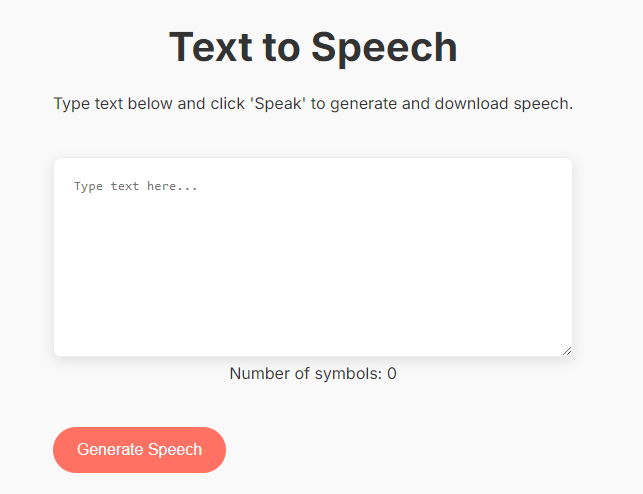 Text to Speech
Type text below and click 'Speak' to generate and download speech.
Type text here...
Number of symbols: 0
Generate Speech